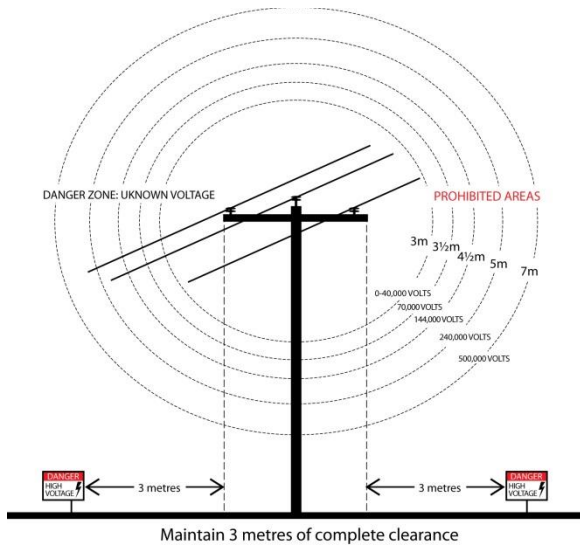 DANGER ZONE: UKNOWN VOLTAGE
PROHIBITED AREAS
3m
3½m
4½m
5m
7m
0-40,000 VOLTS
70,000 VOLTS
144,000 VOLTS
240,000 VOLTS
500,000 VOLTS
DANGER
HIGH
VOLTAGE
3 metres
3 metres
DANGER
HIGH
VOLTAGE
Maintain 3 metres of complete clearance